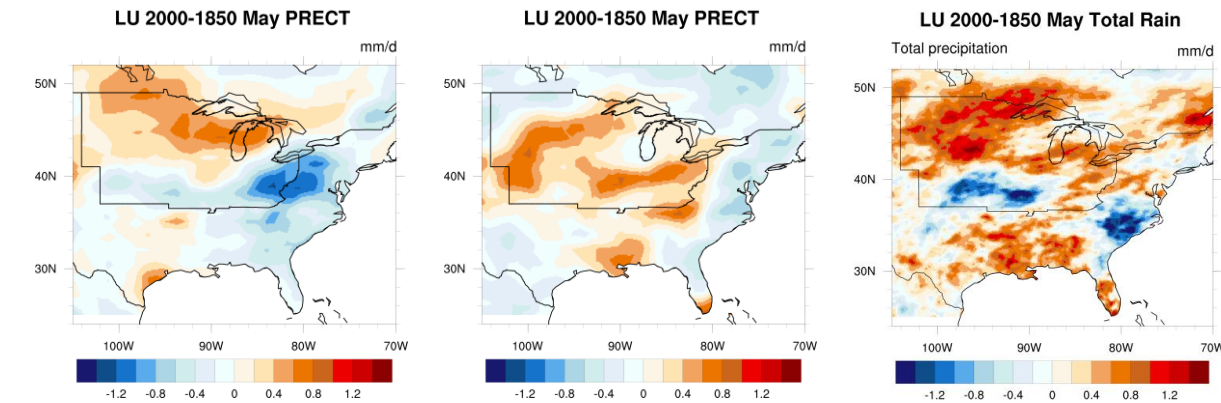 LU 2000-1850 May PRECT
mm/d
50N
40N
30N
100W
90W
80W
70W
-1.2
-0.8
-0.4
0
0.4
0.8
1.2
LU 2000-1850 May PRECT
mm/d
50N
40N
30N
100W
90W
80W
70W
-1.2
-0.8
-0.4
0
0.4
0.8
1.2
LU 2000-1850 May Total Rain
Total precipitation
mm/d
50N
40N
30N
100W
90W
80W
70W
-1.2
-0.8
-0.4
0
0.4
0.8
1.2